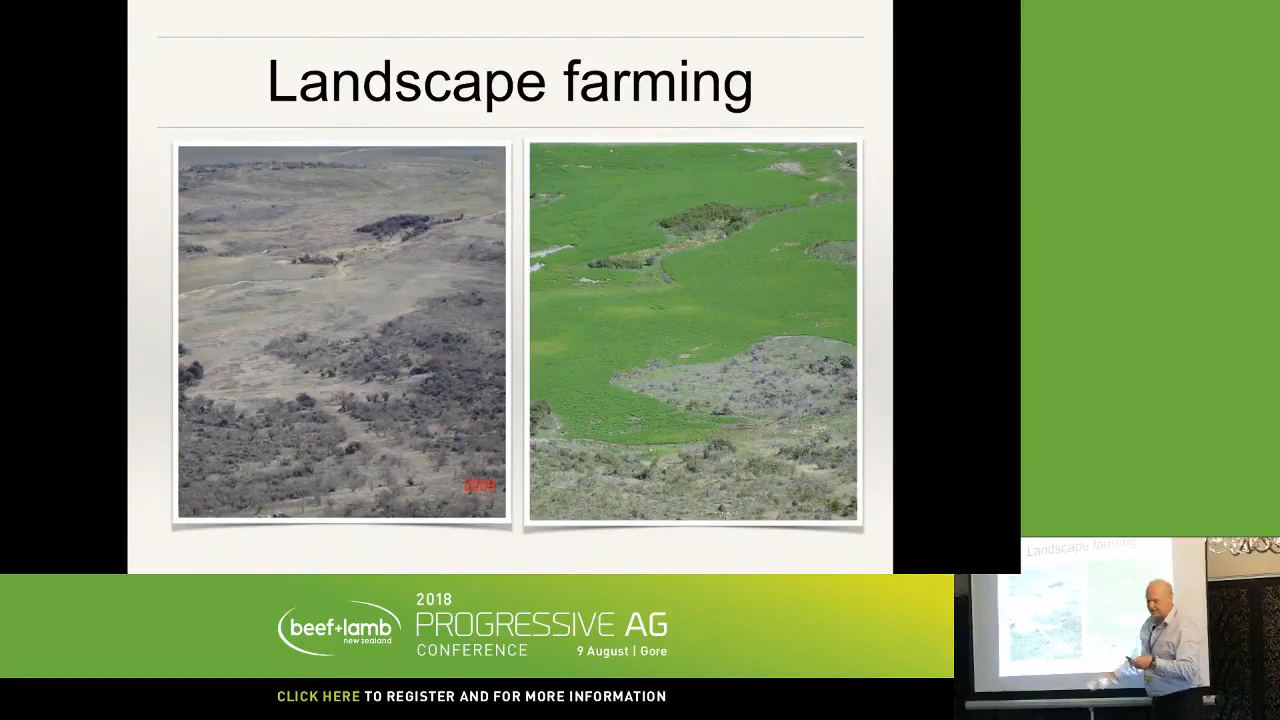 Landscape farming
2009
Landscape farming
beef+lamb
new zealand
2018
PROGRESSIVE AG
CONFERENCE
9 August | Gore
CLICK HERE TO REGISTER AND FOR MORE INFORMATION